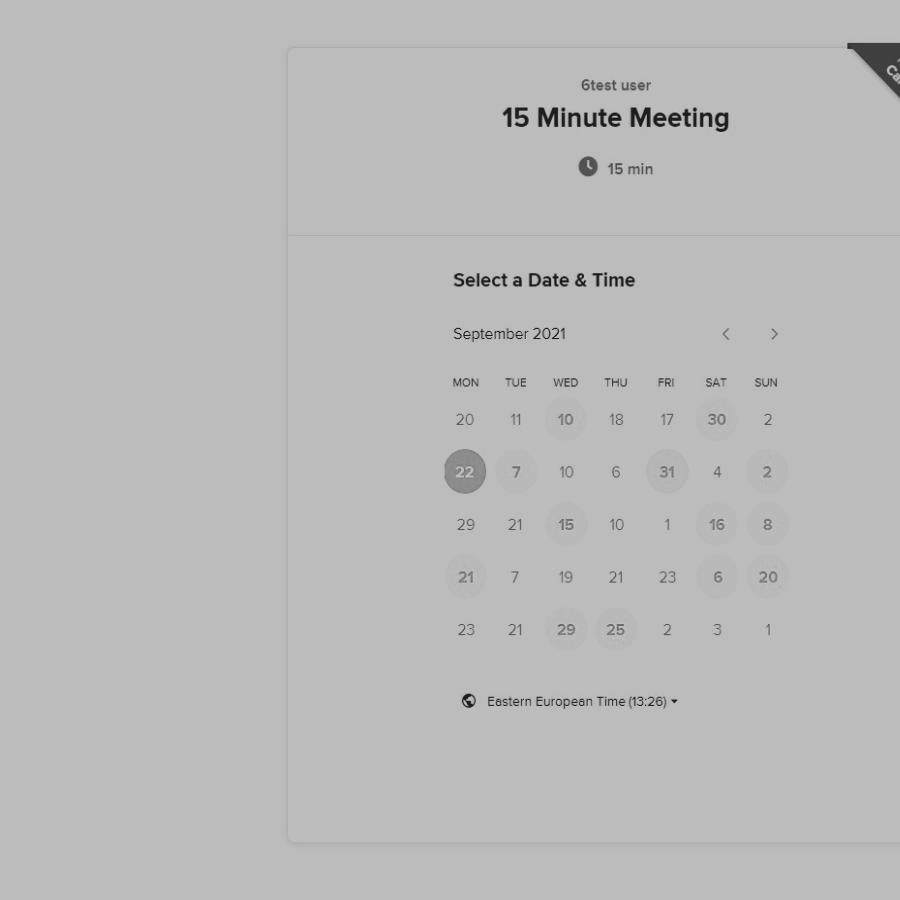 6test user
15 Minute Meeting
15 min
Select a Date & Time
September 2021
MON TUE WED THU FRI SAT SUN
20 11 10 18 17 30 2
22 7 10 6 31 4 2
29 21 15 10 1 16 8
21 7 19 21 23 6 20
23 21 29 25 2 3 1
Eastern European Time (13:26)